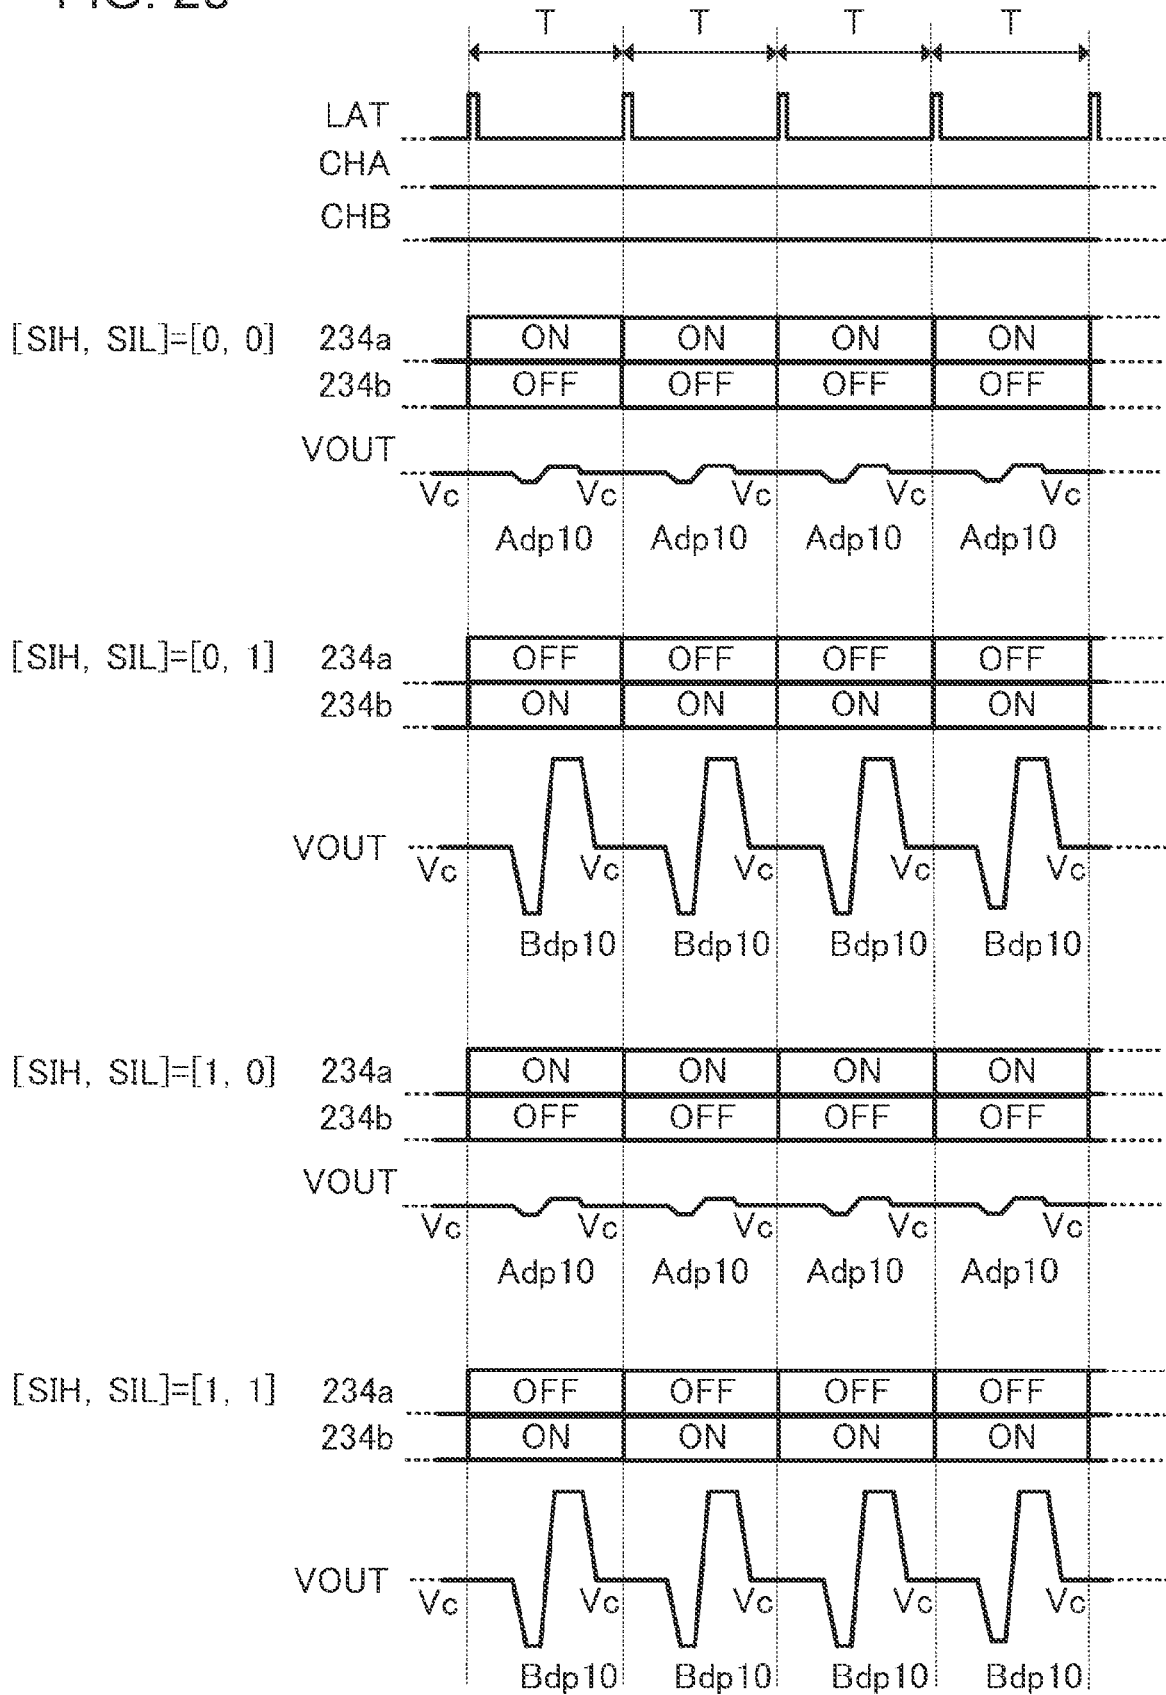 T T T T
LAT
CHA
CHB
[SIH, SIL]=[0, 0] 234a ON ON ON ON
234b OFF OFF OFF OFF
VOUT
Vc Vc Vc Vc Vc
Adp10 Adp10 Adp10 Adp10
[SIH, SIL]=[0, 1] 234a OFF OFF OFF OFF
234b ON ON ON ON
VOUT
Vc Vc Vc Vc Vc
Bdp10 Bdp10 Bdp10 Bdp10
[SIH, SIL]=[1, 0] 234a ON ON ON ON
234b OFF OFF OFF OFF
VOUT
Vc Vc Vc Vc Vc
Adp10 Adp10 Adp10 Adp10
[SIH, SIL]=[1, 1] 234a OFF OFF OFF OFF
234b ON ON ON ON
VOUT
Vc Vc Vc Vc Vc
Bdp10 Bdp10 Bdp10 Bdp10